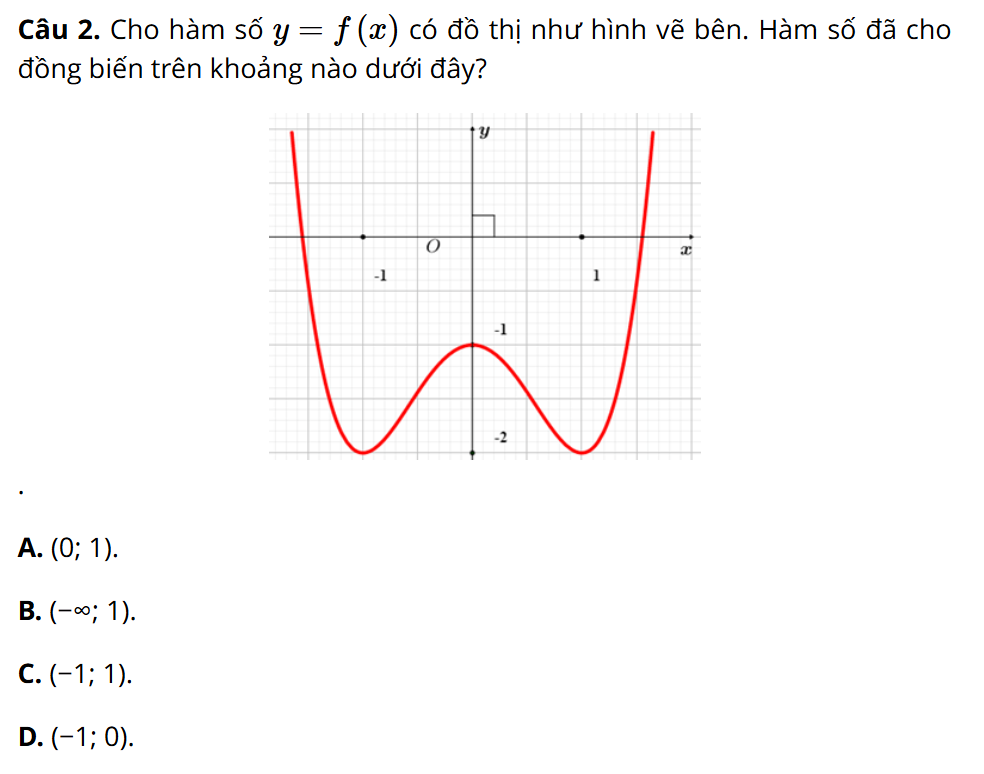 Câu 2. Cho hàm số y = f (x) có đồ thị như hình vẽ bên. Hàm số đã cho
đồng biến trên khoảng nào dưới đây?
y
O
x
-1
1
-1
-2
.
A. (0; 1).
B. (−∞; 1).
C. (−1; 1).
D. (−1; 0).